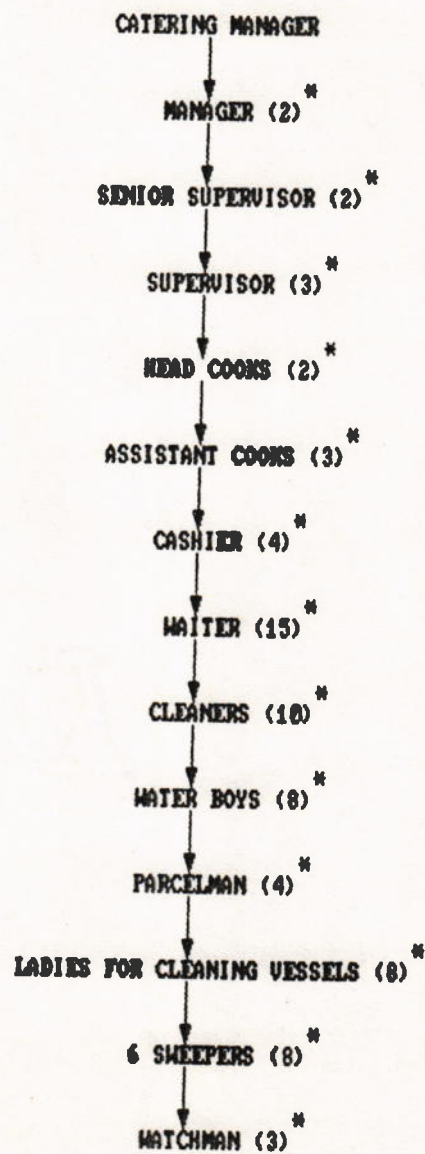 CATERING MANAGER
MANAGER (2)*
SENIOR SUPERVISOR (2)*
SUPERVISOR (3)*
HEAD COOKS (2)*
ASSISTANT COOKS (3)*
CASHIER (4)*
WAITER (15)*
CLEANERS (10)*
WATER BOYS (8)*
PARCELMAN (4)*
LADIES FOR CLEANING VESSELS (8)*
6 SWEEPERS (8)*
WATCHMAN (3)*